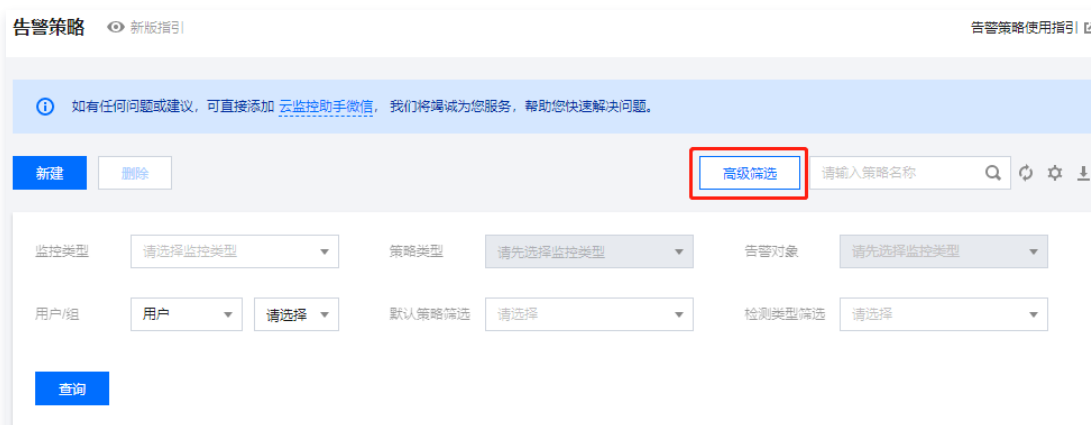 告警策略 新版指引 告警策略使用指引
如有任何问题或建议，可直接添加 云监控助手微信， 我们将竭诚为您服务，帮助您快速解决问题。
新建 删除 高级筛选 请输入策略名称
监控类型 请选择监控类型 策略类型 请先选择监控类型 告警对象 请先选择监控类型
用户/组 用户 请选择 默认策略筛选 请选择 检测类型筛选 请选择
查询